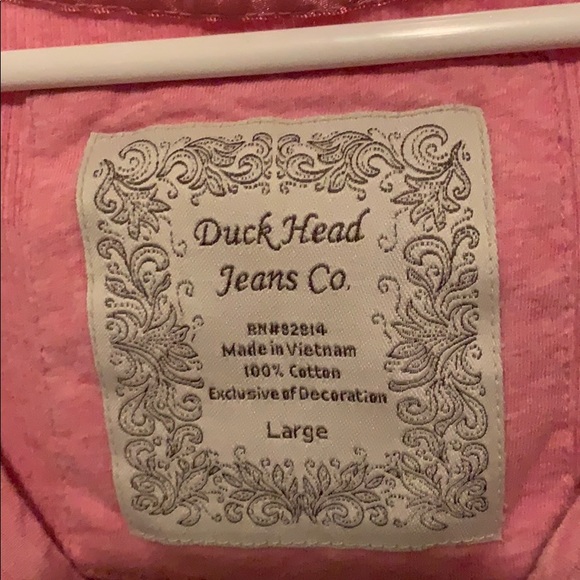 Duck Head
Jeans Co.
RN#82814
Made in Vietnam
100% Cotton
Exclusive of Decoration
Large